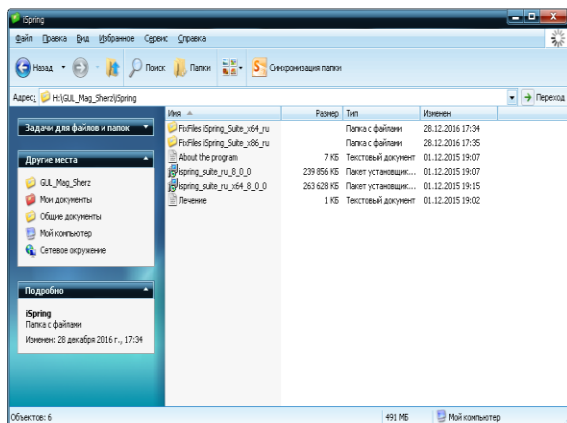 iSpring
Файл Правка Вид Избранное Сервис Справка
Назад Поиск Папки Синхронизация папки
Адрес: H:\GUL_Mag_Sherz\iSpring Переход
Задачи для файлов и папок
Другие места
GUL_Mag_Sherz
Мои документы
Общие документы
Мой компьютер
Сетевое окружение
Подробно
iSpring
Папка с файлами
Изменен: 28 декабря 2016 г., 17:34
Имя Размер Тип Изменен
FixFiles iSpring_Suite_x64_ru Папка с файлами 28.12.2016 17:34
FixFiles iSpring_Suite_x86_ru Папка с файлами 28.12.2016 17:35
About the program 7 КБ Текстовый документ 01.12.2015 19:07
ispring_suite_ru_8_0_0 239 856 КБ Пакет установщик... 01.12.2015 19:07
ispring_suite_ru_x64_8_0_0 263 628 КБ Пакет установщик... 01.12.2015 19:15
Лечение 1 КБ Текстовый документ 01.12.2015 19:02
Объектов: 6 491 МБ Мой компьютер